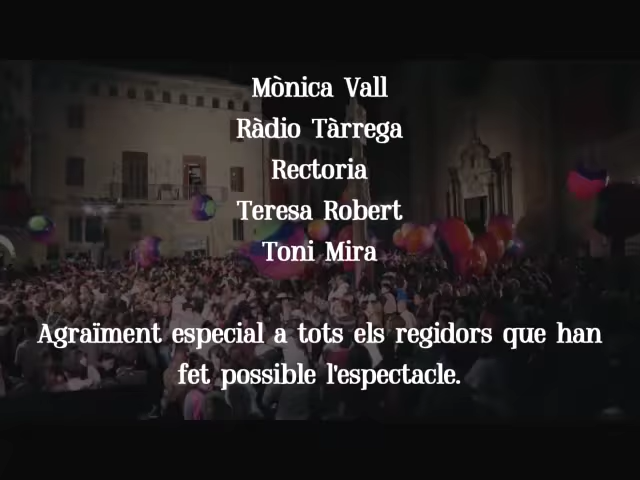 Mònica Vall
Ràdio Tàrrega
Rectoria
Teresa Robert
Toni Mira
Agraïment especial a tots els regidors que han
fet possible l'espectacle.